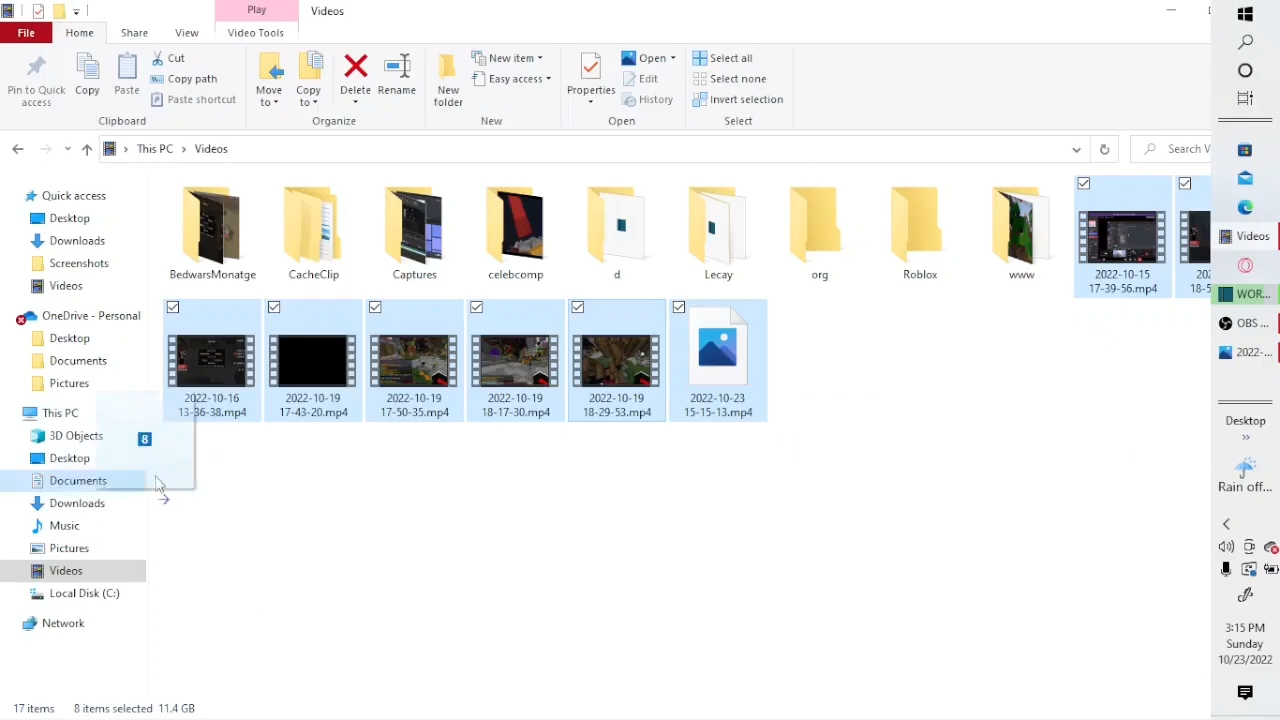 Play
Videos
File
Home
Share
View
Video Tools
Pin to Quick
access
Copy
Paste
Cut
Copy path
Paste shortcut
Clipboard
Move
to
Copy
to
Delete
Rename
Organize
New
folder
New item
Easy access
New
Properties
Open
Edit
History
Open
Select all
Select none
Invert selection
Select
This PC
Videos
Search V
Quick access
Desktop
Downloads
Screenshots
Videos
OneDrive - Personal
Desktop
Documents
Pictures
This PC
3D Objects
Desktop
Documents
Downloads
Music
Pictures
Videos
Local Disk (C:)
Network
BedwarsMonatge
CacheClip
Captures
celebcomp
d
Lecay
org
Roblox
www
2022-10-15
17-39-56.mp4
202
18-5
2022-10-16
13-36-38.mp4
2022-10-19
17-43-20.mp4
2022-10-19
17-50-35.mp4
2022-10-19
18-17-30.mp4
2022-10-19
18-29-53.mp4
2022-10-23
15-15-13.mp4
8
17 items
8 items selected 11.4 GB
Videos
WOR...
OBS ...
2022-...
Desktop
Rain off...
3:15 PM
Sunday
10/23/2022